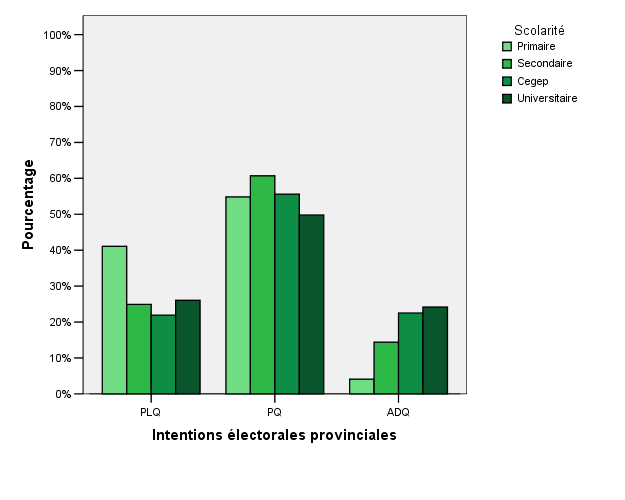 100%
90%
80%
70%
60%
50%
40%
30%
20%
10%
0%
Pourcentage
PLQ
PQ
ADQ
Intentions électorales provinciales
Scolarité
Primaire
Secondaire
Cegep
Universitaire